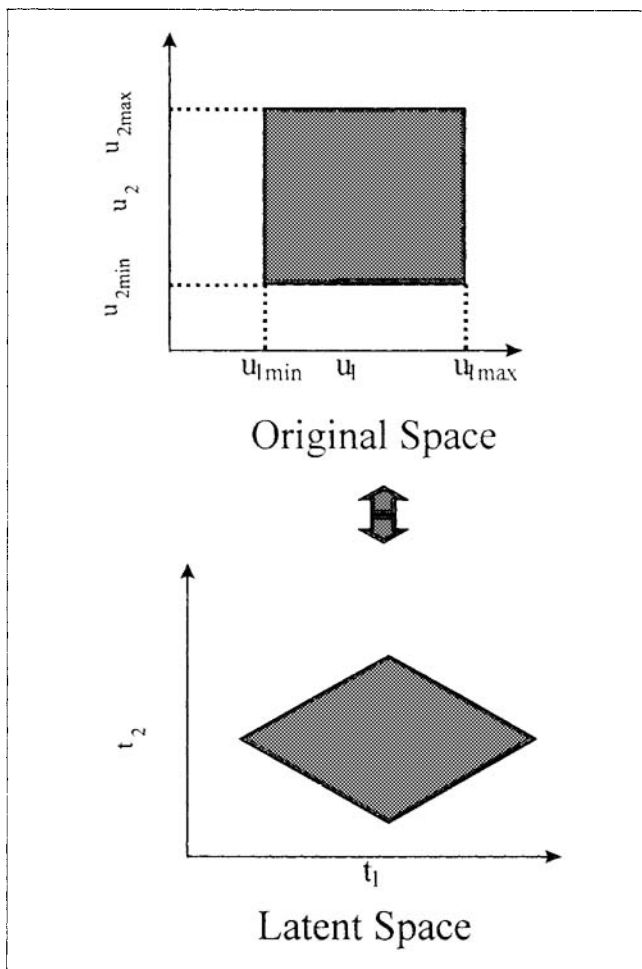 u₂max
u₂
u₂min
u₁min u₁ u₁max
Original Space
t₂
t₁
Latent Space